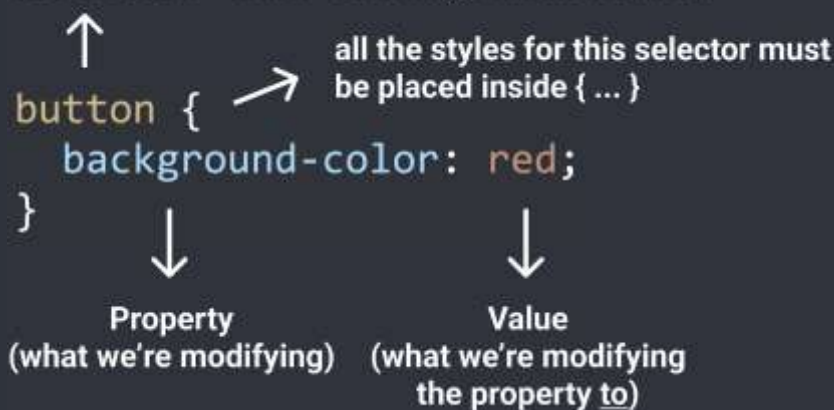 all the styles for this selector must
be placed inside { ... }
button {
background-color: red;
}
Property
(what we're modifying)
Value
(what we're modifying
the property to)